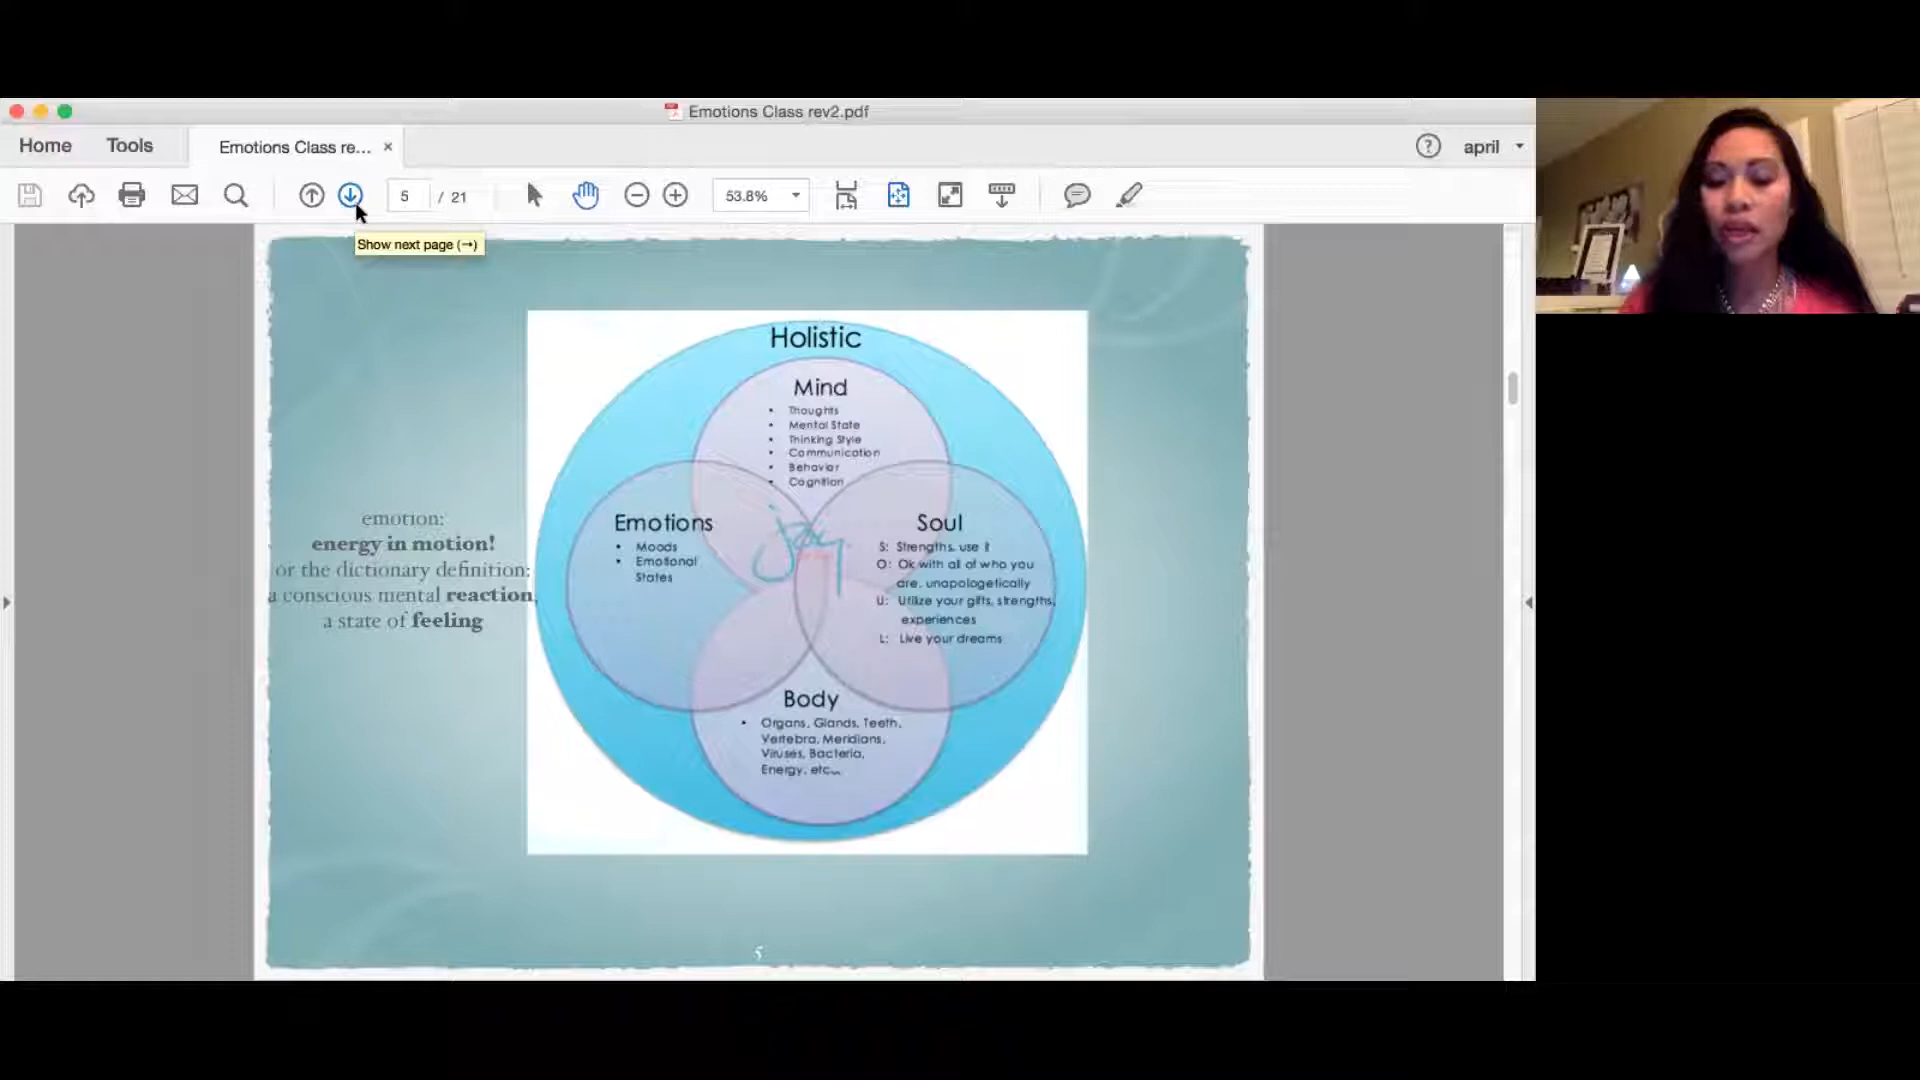 Emotions Class rev2.pdf
Home
Tools
Emotions Class re...
april
5 / 21
53.8%
Show next page (→)
Holistic
Mind
• Thoughts
• Mental State
• Thinking Style
• Communication
• Behavior
• Cognition
Emotions
• Moods
• Emotional
States
joy
Soul
S: Strengths, use it
O: Ok with all of who you
are, unapologetically
U: Utilize your gifts, strengths,
experiences
L: Live your dreams
emotion:
energy in motion!
or the dictionary definition:
a conscious mental reaction,
a state of feeling
Body
• Organs, Glands, Teeth,
Vertebra, Meridians,
Viruses, Bacteria,
Energy, etc...
5